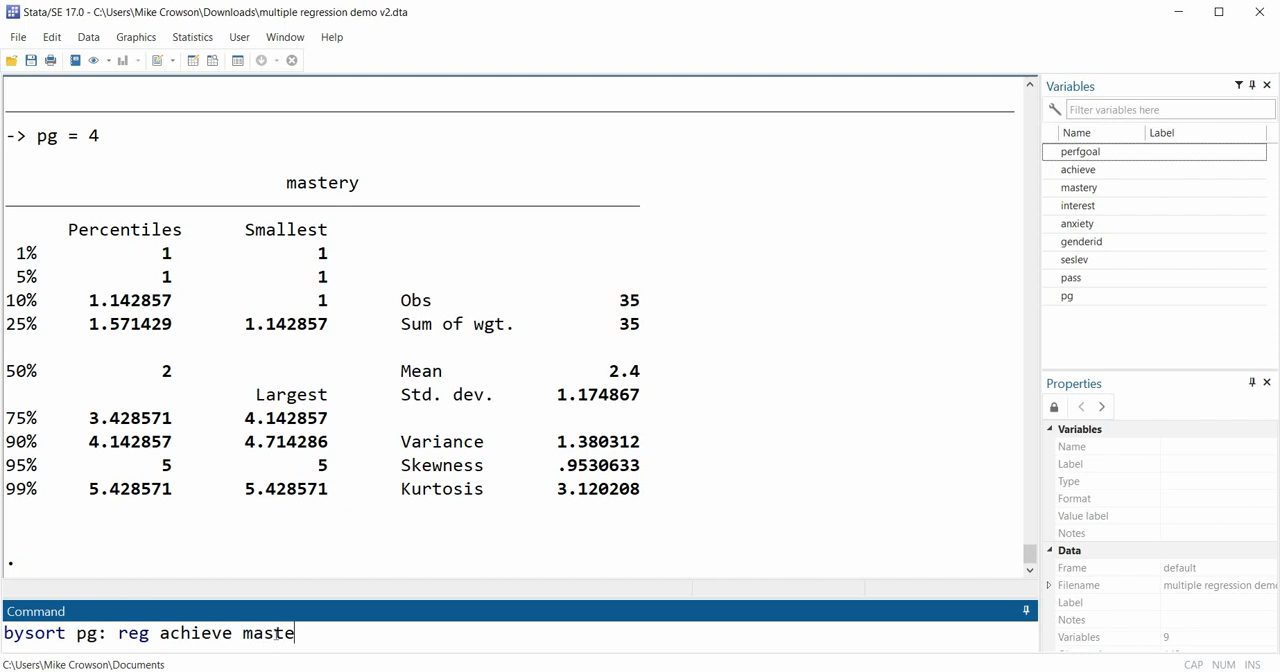 Stata/SE 17.0 - C:\Users\Mike Crowson\Downloads\multiple regression demo v2.dta
File Edit Data Graphics Statistics User Window Help
-> pg = 4
mastery
Percentiles Smallest
1% 1 1
5% 1 1
10% 1.142857 1 Obs 35
25% 1.571429 1.142857 Sum of wgt. 35
50% 2 Mean 2.4
Largest Std. dev. 1.174867
75% 3.428571 4.142857
90% 4.142857 4.714286 Variance 1.380312
95% 5 5 Skewness .9530633
99% 5.428571 5.428571 Kurtosis 3.120208
.
Command
bysort pg: reg achieve maste
C:\Users\Mike Crowson\Documents
Variables
Filter variables here
Name Label
perfgoal
achieve
mastery
interest
anxiety
genderid
seslev
pass
pg
Properties
Variables
Name
Label
Type
Format
Value label
Notes
Data
Frame default
Filename multiple regression demo
Label
Notes
Variables 9
CAP NUM INS